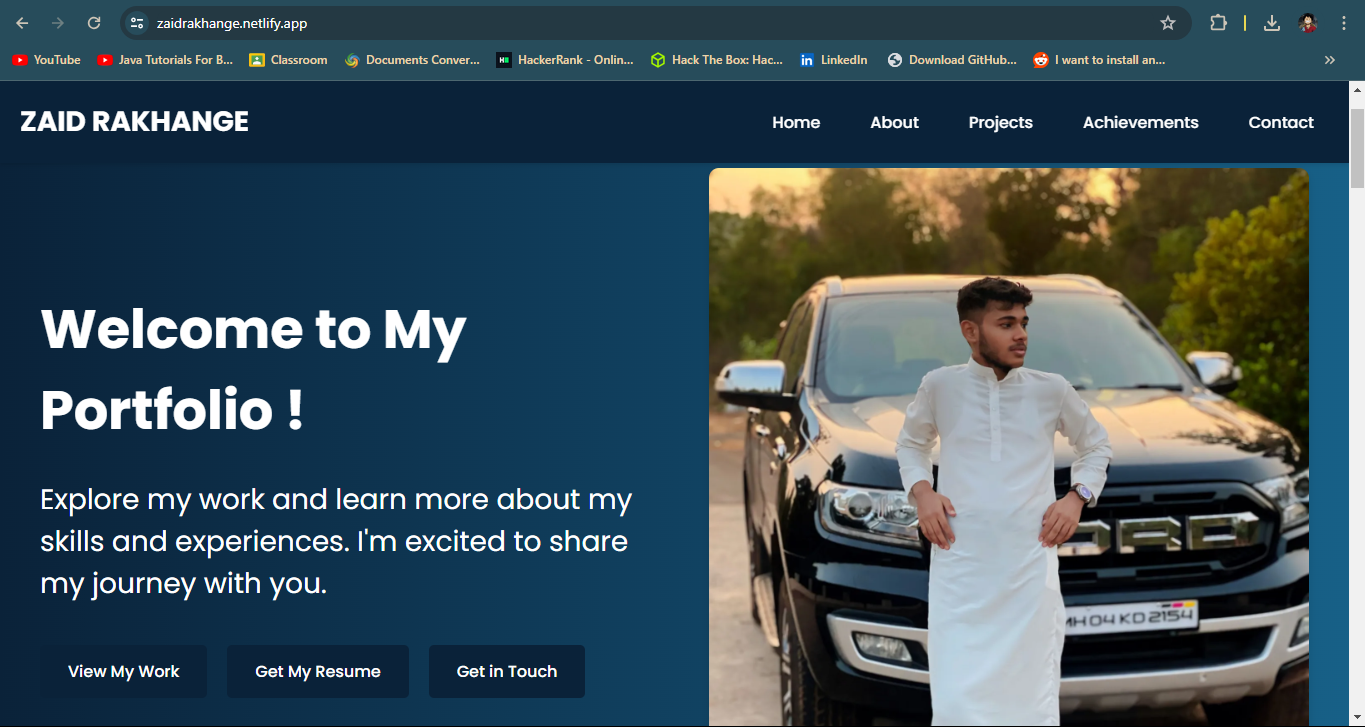 zaidrakhange.netlify.app
YouTube
Java Tutorials For B...
Classroom
Documents Conver...
HackerRank - Onlin...
Hack The Box: Hac...
LinkedIn
Download GitHub...
I want to install an...
ZAID RAKHANGE
Home
About
Projects
Achievements
Contact
Welcome to My
Portfolio !
Explore my work and learn more about my
skills and experiences. I'm excited to share
my journey with you.
View My Work
Get My Resume
Get in Touch
MH04KD2154